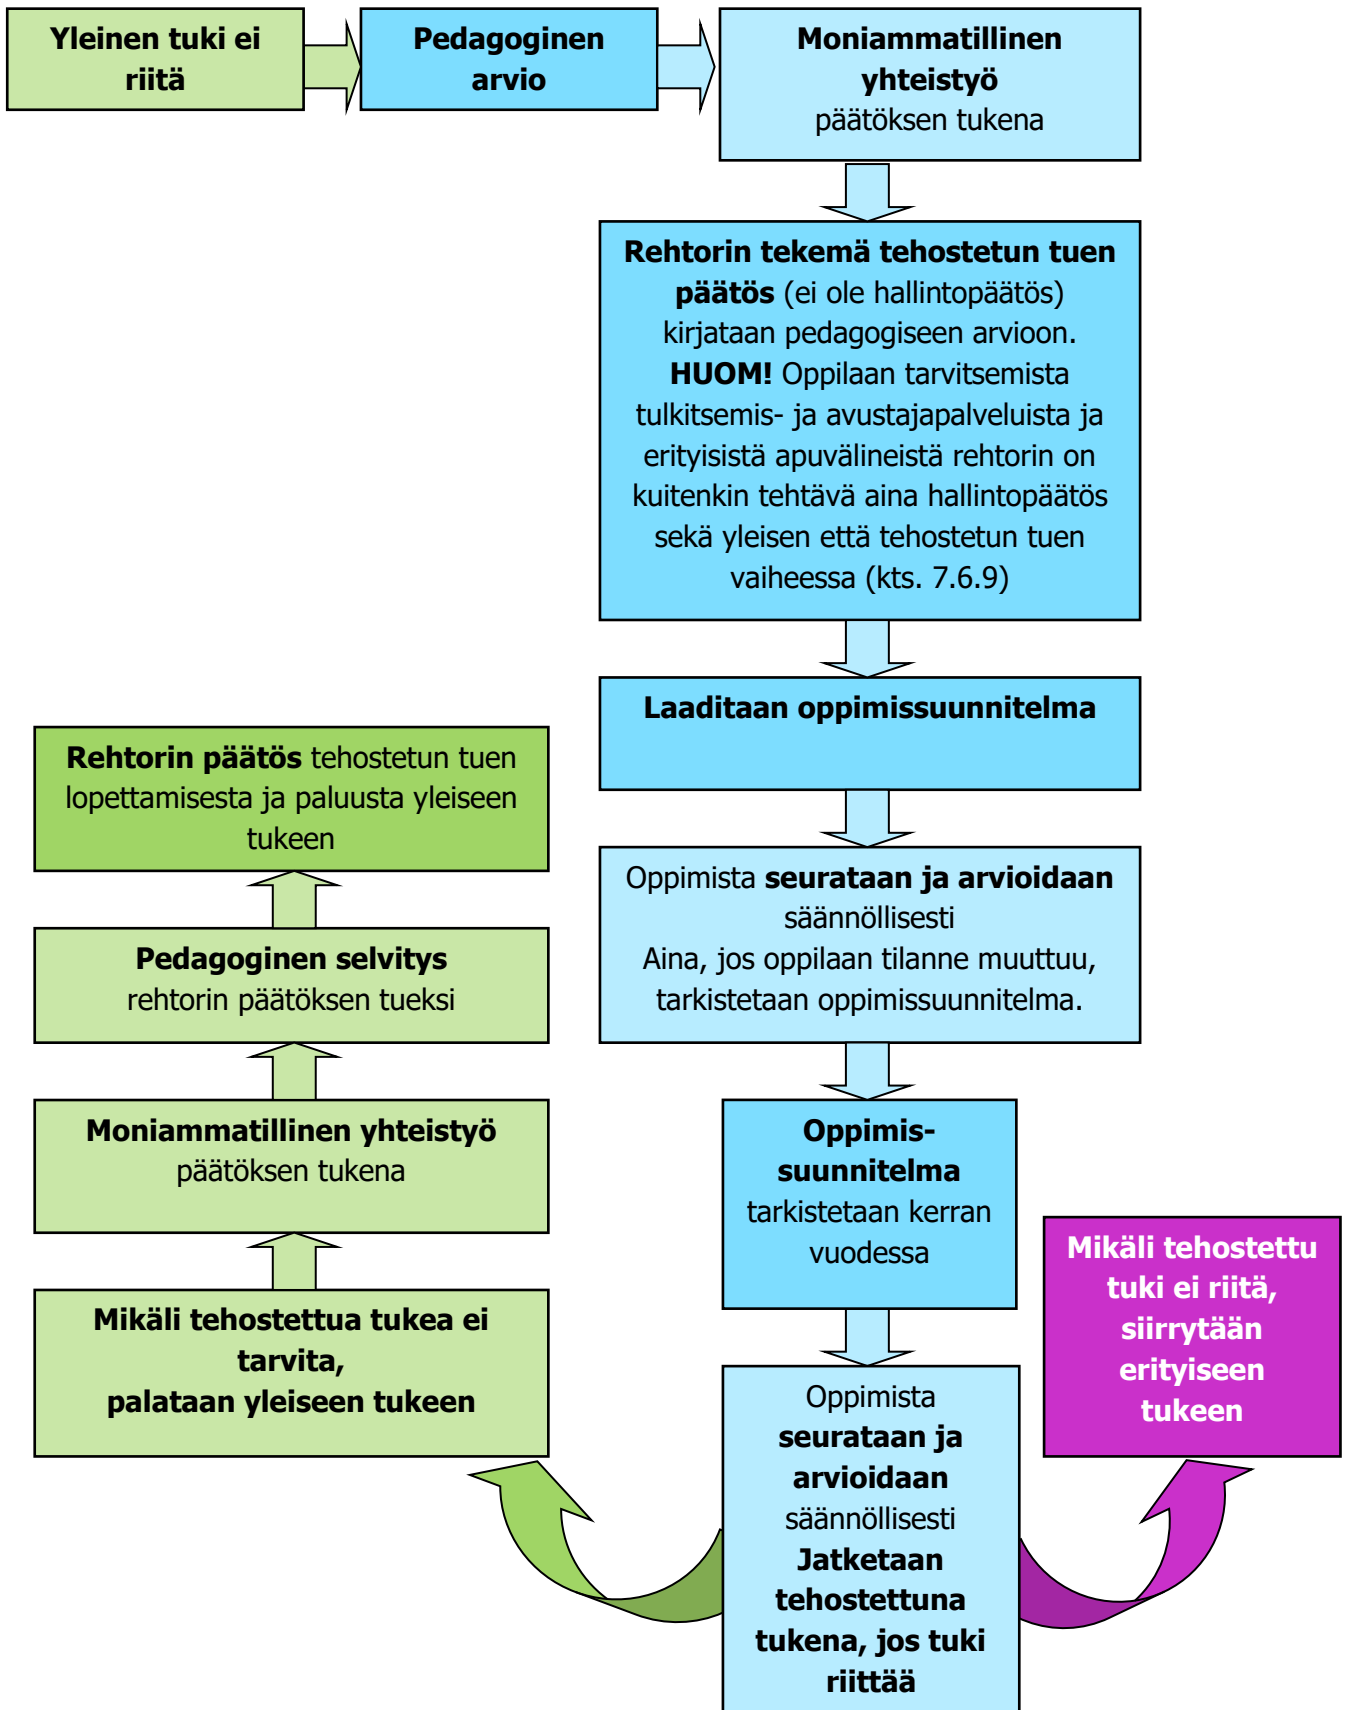 Yleinen tuki ei
riitä
Pedagoginen
arvio
Moniammatillinen
yhteistyö
päätöksen tukena
Rehtorin tekemä tehostetun tuen
päätös (ei ole hallintopäätös)
kirjataan pedagogiseen arvioon.
HUOM! Oppilaan tarvitsemista
tulkitsemis- ja avustajapalveluista ja
erityisistä apuvälineistä rehtorin on
kuitenkin tehtävä aina hallintopäätös
sekä yleisen että tehostetun tuen
vaiheessa (kts. 7.6.9)
Laaditaan oppimissuunnitelma
Oppimista seurataan ja arvioidaan
säännöllisesti
Aina, jos oppilaan tilanne muuttuu,
tarkistetaan oppimissuunnitelma.
Oppimis-
suunnitelma
tarkistetaan kerran
vuodessa
Oppimista
seurataan ja
arvioidaan
säännöllisesti
Jatketaan
tehostettuna
tukena, jos tuki
riittää
Mikäli tehostettu
tuki ei riitä,
siirrytään
erityiseen
tukeen
Mikäli tehostettua tukea ei
tarvita,
palataan yleiseen tukeen
Moniammatillinen yhteistyö
päätöksen tukena
Pedagoginen selvitys
rehtorin päätöksen tueksi
Rehtorin päätös tehostetun tuen
lopettamisesta ja paluusta yleiseen
tukeen